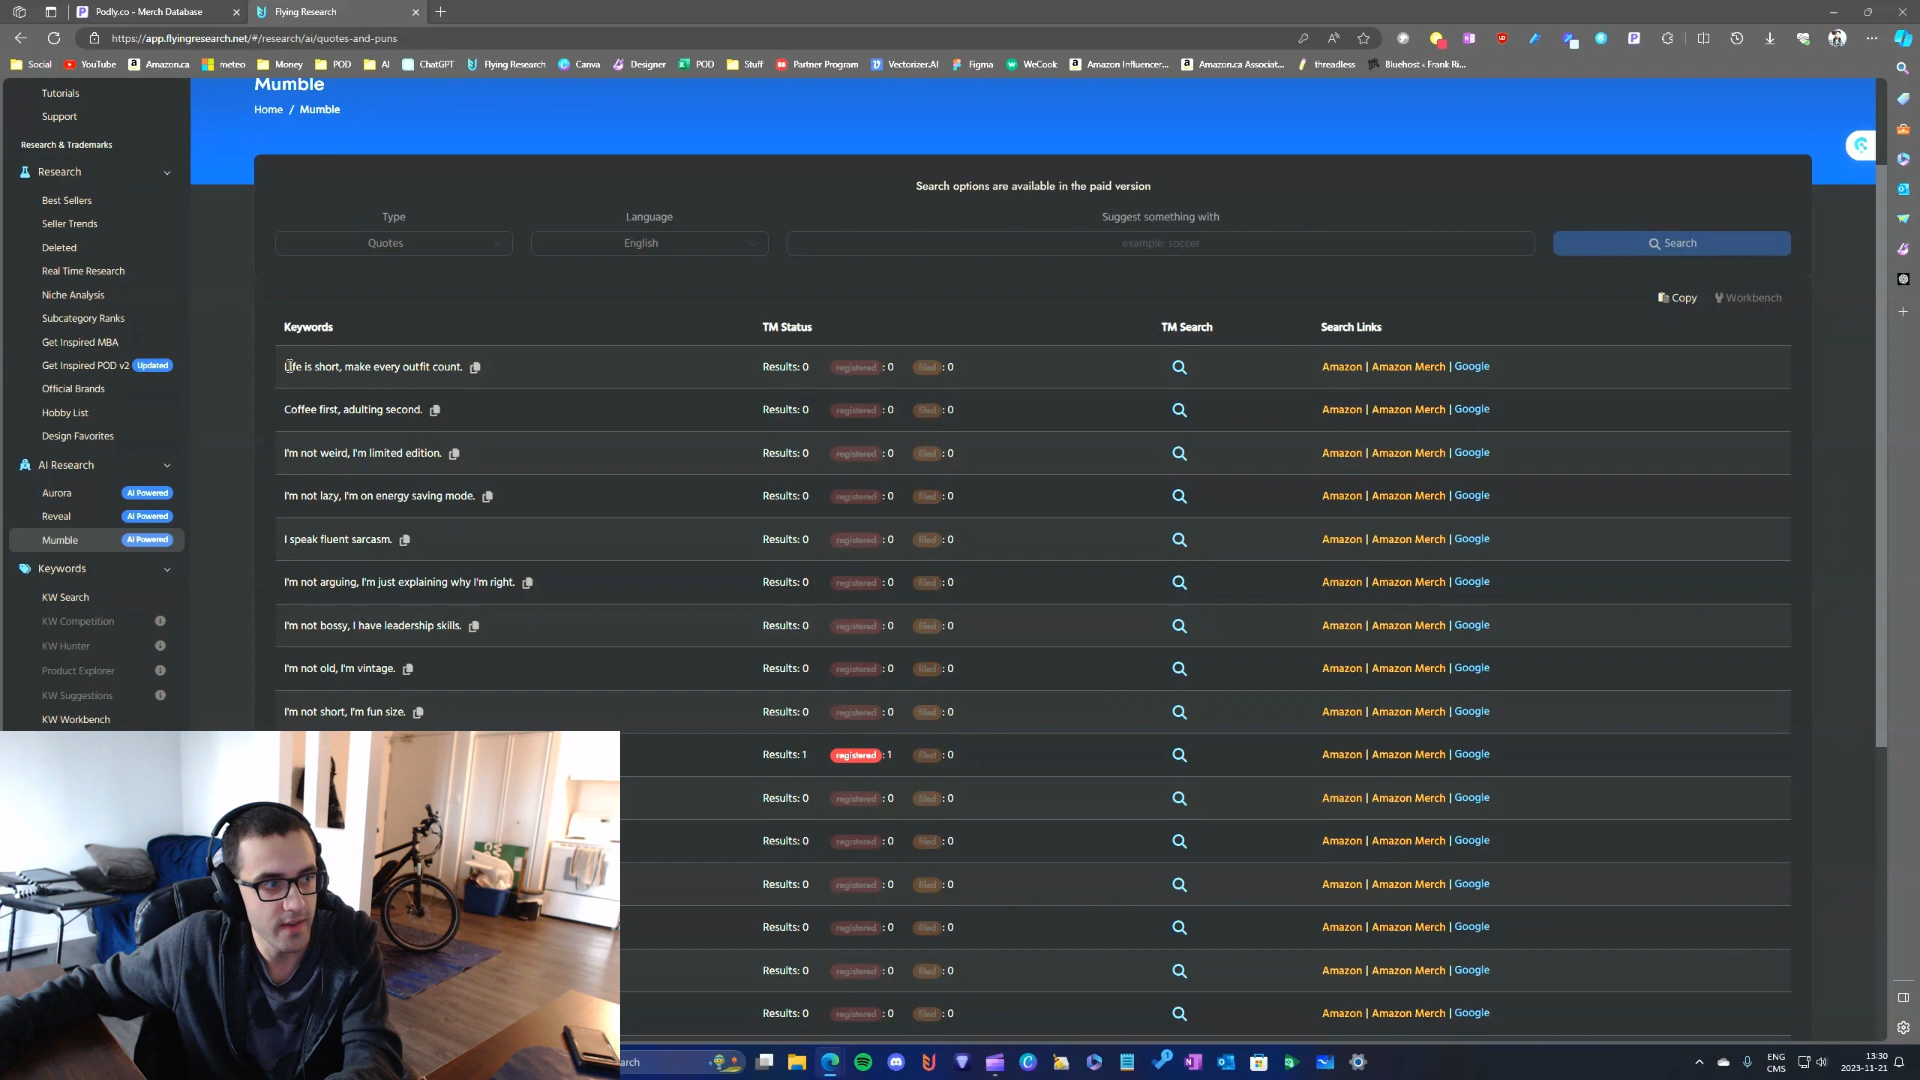 Podly.co - Merch Database
Flying Research
https://app.flyingresearch.net/#/research/ai/quotes-and-puns
Social YouTube Amazon.ca meteo Money POD AI ChatGPT Flying Research Canva Designer POD Stuff Partner Program Vectorizer.AI Figma WeCook Amazon Influencer... Amazon.ca Associat... threadless Bluehost ‹ Frank Ri...
Tutorials
Support
Research & Trademarks
Research
Best Sellers
Seller Trends
Deleted
Real Time Research
Niche Analysis
Subcategory Ranks
Get Inspired MBA
Get Inspired POD v2 Updated
Official Brands
Hobby List
Design Favorites
AI Research
Aurora AI Powered
Reveal AI Powered
Mumble AI Powered
Keywords
KW Search
KW Competition
KW Hunter
Product Explorer
KW Suggestions
KW Workbench
Mumble
Home / Mumble
Search options are available in the paid version
Type Language Suggest something with
Quotes English example: soccer Search
Copy Workbench
Keywords TM Status TM Search Search Links
Life is short, make every outfit count. Results: 0 registered : 0 filed : 0 Amazon | Amazon Merch | Google
Coffee first, adulting second. Results: 0 registered : 0 filed : 0 Amazon | Amazon Merch | Google
I'm not weird, I'm limited edition. Results: 0 registered : 0 filed : 0 Amazon | Amazon Merch | Google
I'm not lazy, I'm on energy saving mode. Results: 0 registered : 0 filed : 0 Amazon | Amazon Merch | Google
I speak fluent sarcasm. Results: 0 registered : 0 filed : 0 Amazon | Amazon Merch | Google
I'm not arguing, I'm just explaining why I'm right. Results: 0 registered : 0 filed : 0 Amazon | Amazon Merch | Google
I'm not bossy, I have leadership skills. Results: 0 registered : 0 filed : 0 Amazon | Amazon Merch | Google
I'm not old, I'm vintage. Results: 0 registered : 0 filed : 0 Amazon | Amazon Merch | Google
I'm not short, I'm fun size. Results: 0 registered : 0 filed : 0 Amazon | Amazon Merch | Google
Results: 1 registered : 1 filed : 0 Amazon | Amazon Merch | Google
Results: 0 registered : 0 filed : 0 Amazon | Amazon Merch | Google
Results: 0 registered : 0 filed : 0 Amazon | Amazon Merch | Google
Results: 0 registered : 0 filed : 0 Amazon | Amazon Merch | Google
Results: 0 registered : 0 filed : 0 Amazon | Amazon Merch | Google
Results: 0 registered : 0 filed : 0 Amazon | Amazon Merch | Google
Results: 0 registered : 0 filed : 0 Amazon | Amazon Merch | Google
arch
ENG
CMS
13:30
2023-11-21